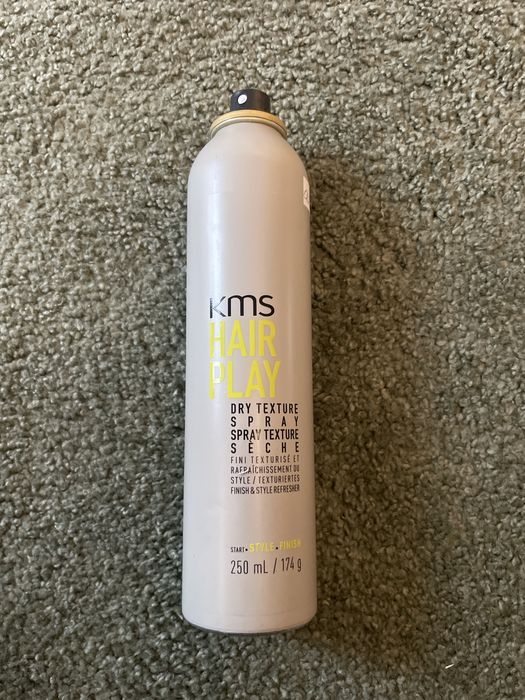 KMS
HAIR
PLAY
DRY TEXTURE
SPRAY
SPRAY TEXTURE
SÈCHE
FINI TEXTURISÉ ET
RAFRAÎCHISSEMENT DU
STYLE / TEXTURIERTES
FINISH & STYLE REFRESHER
START. STYLE. FINISH
250 mL / 174 g